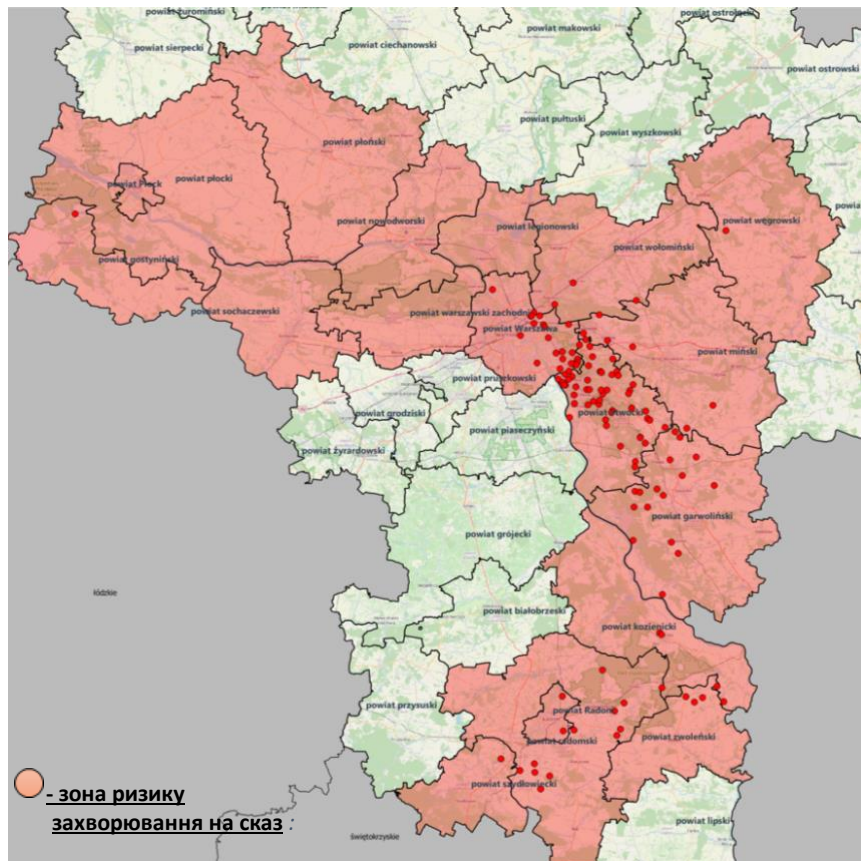 powiat żuromiński
powiat sierpecki
powiat ciechanowski
powiat makowski
powiat ostrołęcki
powiat ostrowski
powiat pułtuski
powiat wyszkowski
powiat płoński
powiat płocki
powiat Płock
powiat nowodworski
powiat legionowski
powiat węgrowski
powiat wołomiński
powiat gostyniński
powiat sochaczewski
powiat warszawski zachodni
powiat Warszawa
powiat miński
powiat pruszkowski
powiat grodziski
powiat otwocki
powiat piaseczyński
powiat żyrardowski
powiat garwoliński
powiat grójecki
łódzkie
powiat białobrzeski
powiat kozienicki
powiat przysuski
powiat Radom
powiat radomski
powiat zwoleński
powiat szydłowiecki
- зона ризику
захворювання на сказ :
powiat lipski
świętokrzyskie